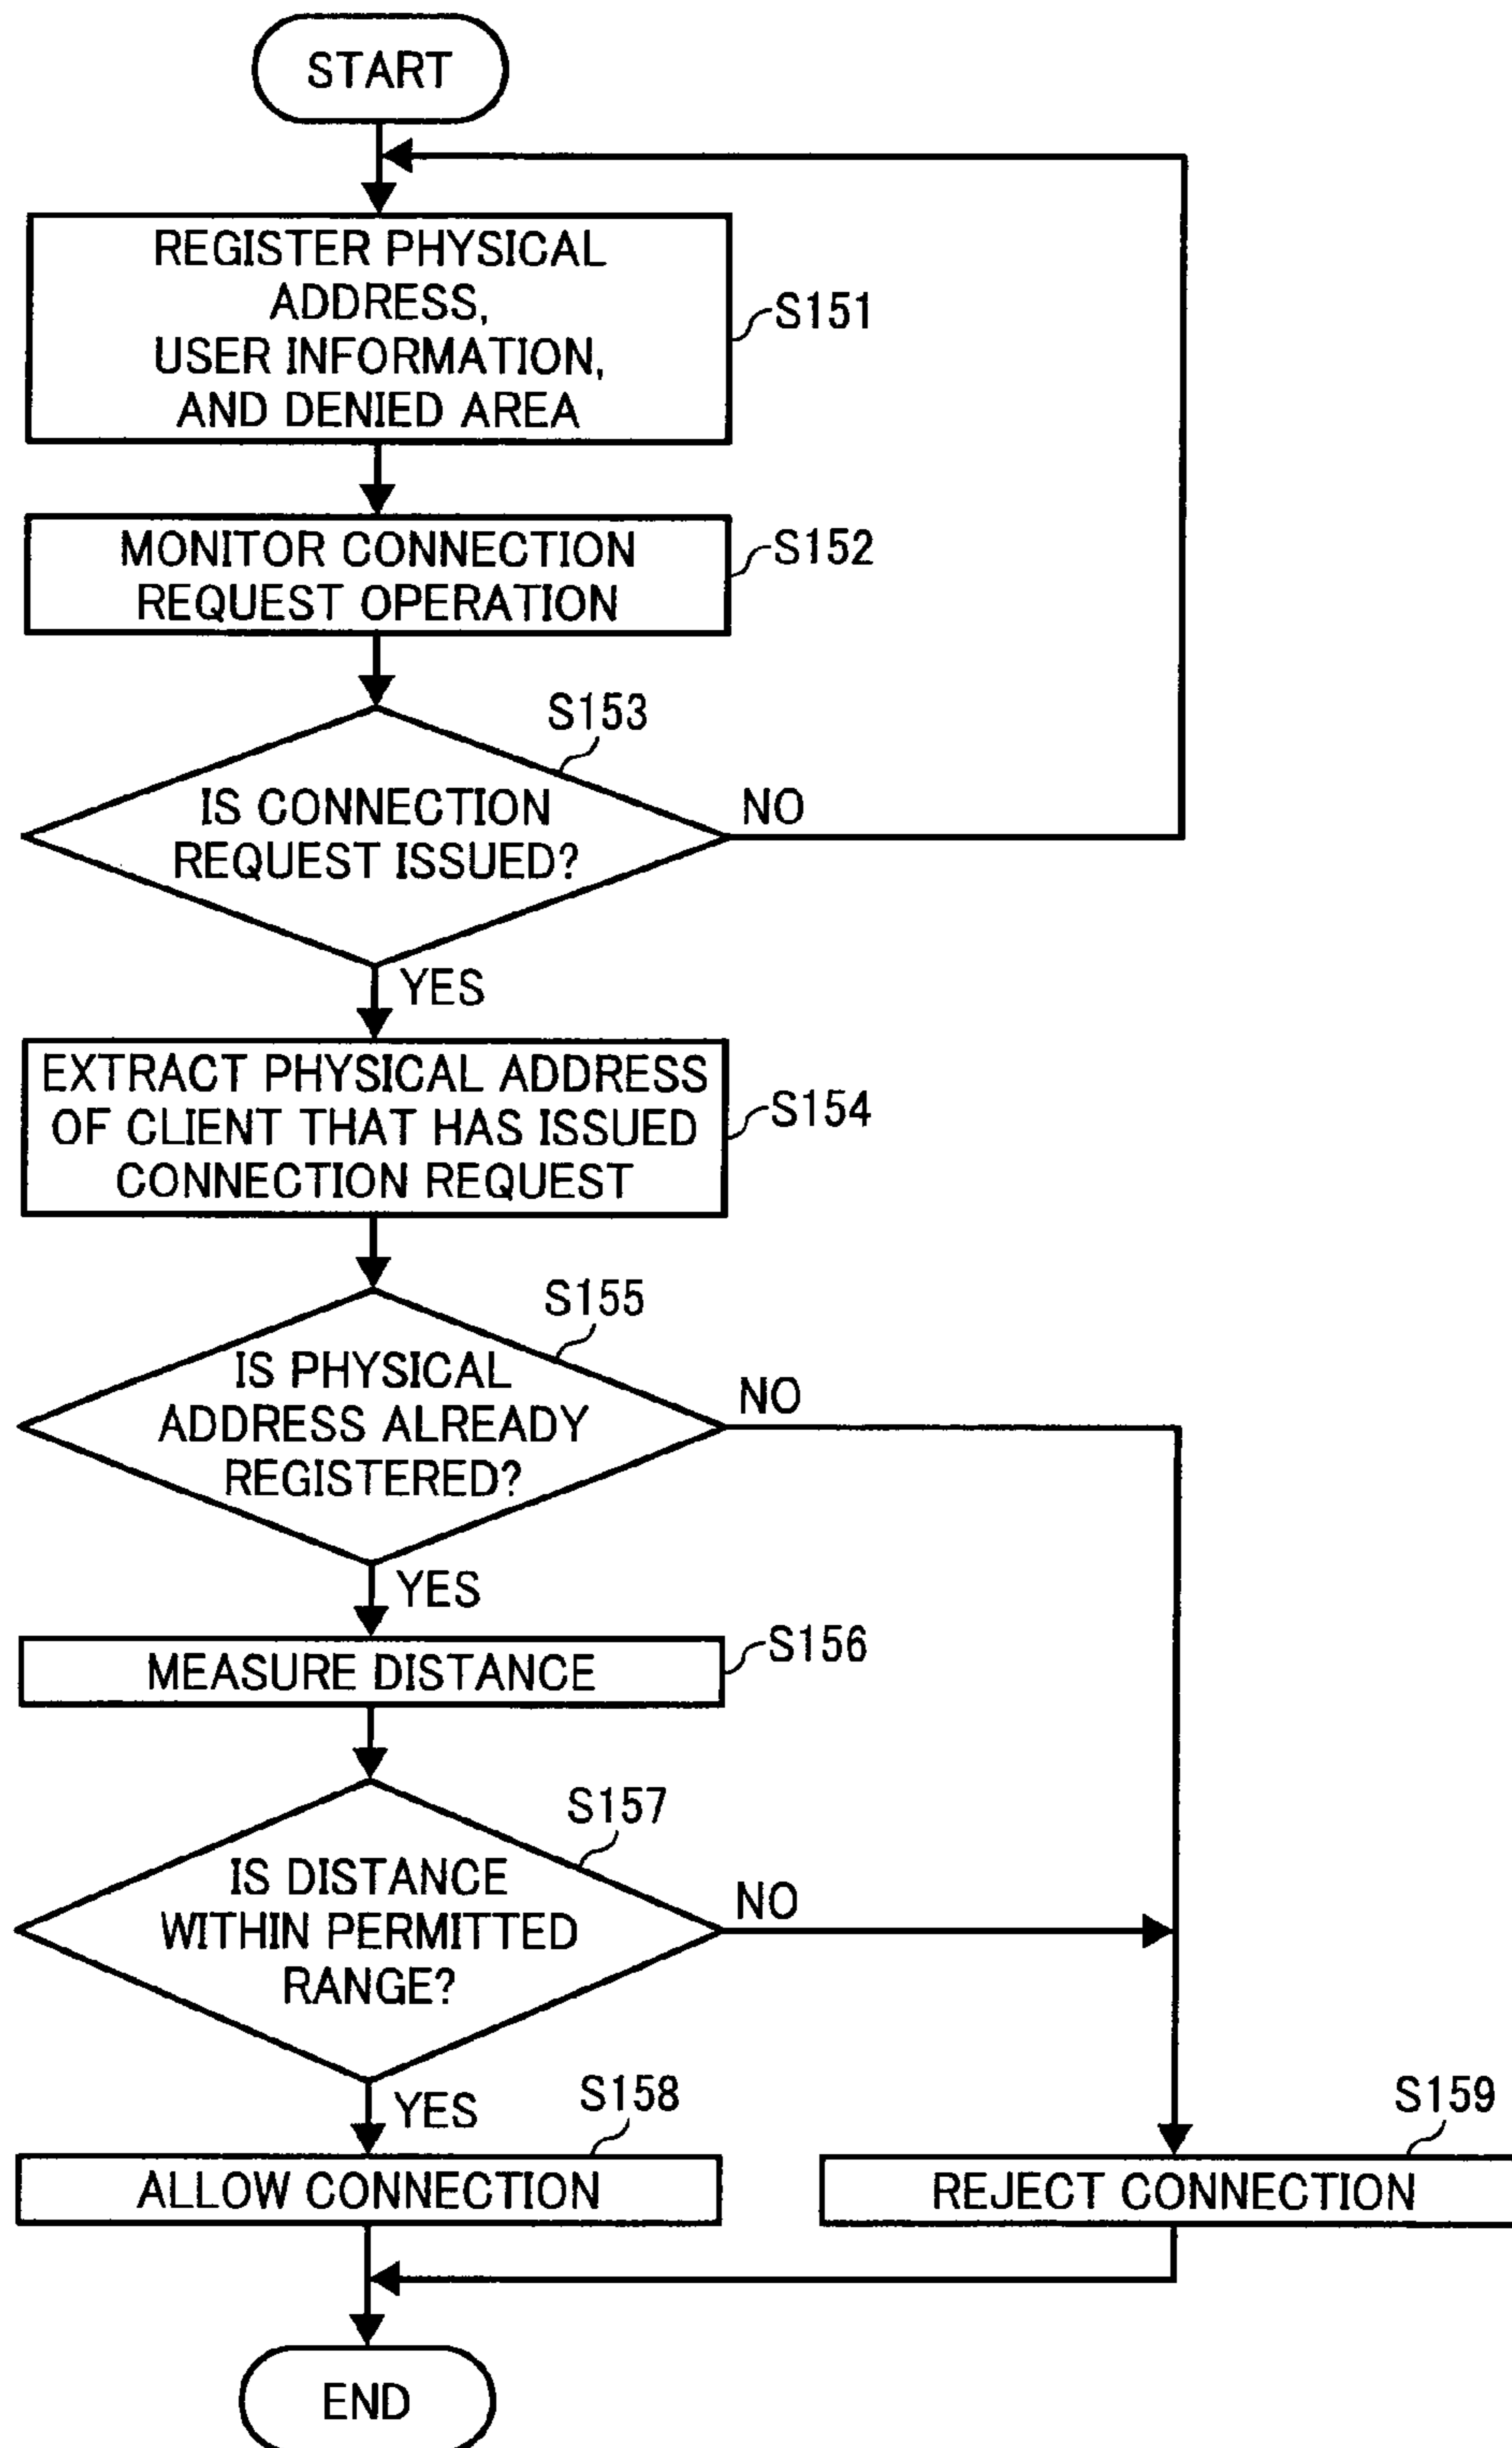 START
REGISTER PHYSICAL
ADDRESS,
USER INFORMATION,
AND DENIED AREA
S151
MONITOR CONNECTION
REQUEST OPERATION
S152
S153
IS CONNECTION
REQUEST ISSUED?
NO
YES
EXTRACT PHYSICAL ADDRESS
OF CLIENT THAT HAS ISSUED
CONNECTION REQUEST
S154
S155
IS PHYSICAL
ADDRESS ALREADY
REGISTERED?
NO
YES
MEASURE DISTANCE
S156
S157
IS DISTANCE
WITHIN PERMITTED
RANGE?
NO
YES
S158
ALLOW CONNECTION
S159
REJECT CONNECTION
END